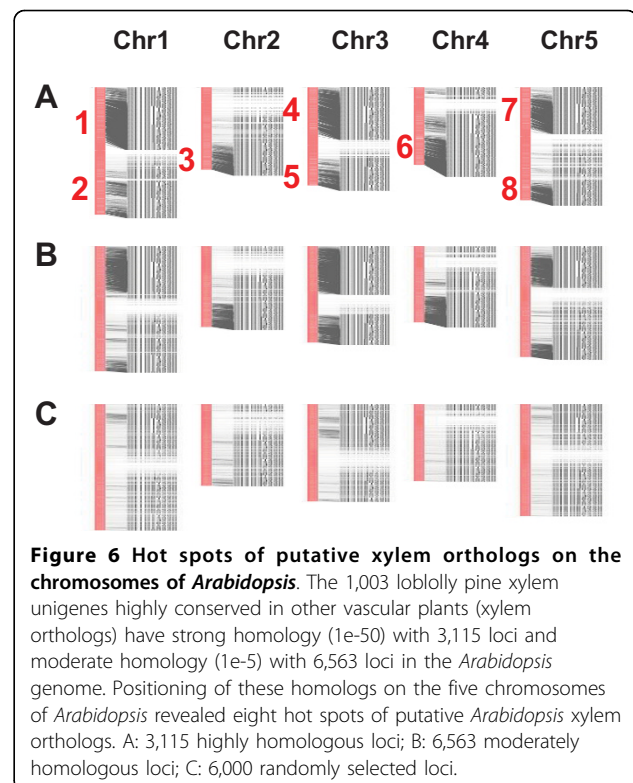 Chr1 Chr2 Chr3 Chr4 Chr5
A
1
2
3
4
5
6
7
8
B
C
Figure 6 Hot spots of putative xylem orthologs on the
chromosomes of Arabidopsis. The 1,003 loblolly pine xylem
unigenes highly conserved in other vascular plants (xylem
orthologs) have strong homology (1e-50) with 3,115 loci and
moderate homology (1e-5) with 6,563 loci in the Arabidopsis
genome. Positioning of these homologs on the five chromosomes
of Arabidopsis revealed eight hot spots of putative Arabidopsis xylem
orthologs. A: 3,115 highly homologous loci; B: 6,563 moderately
homologous loci; C: 6,000 randomly selected loci.